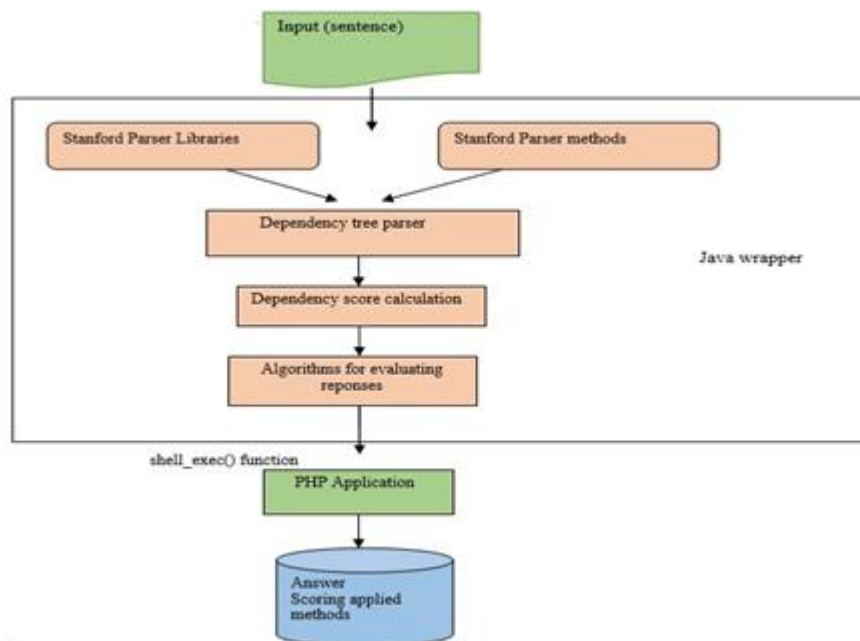 Input (sentence)
Stanford Parser Libraries
Stanford Parser methods
Dependency tree parser
Java wrapper
Dependency score calculation
Algorithms for evaluating
reponses
shell_exec() function
PHP Application
Answer
Scoring applied
methods